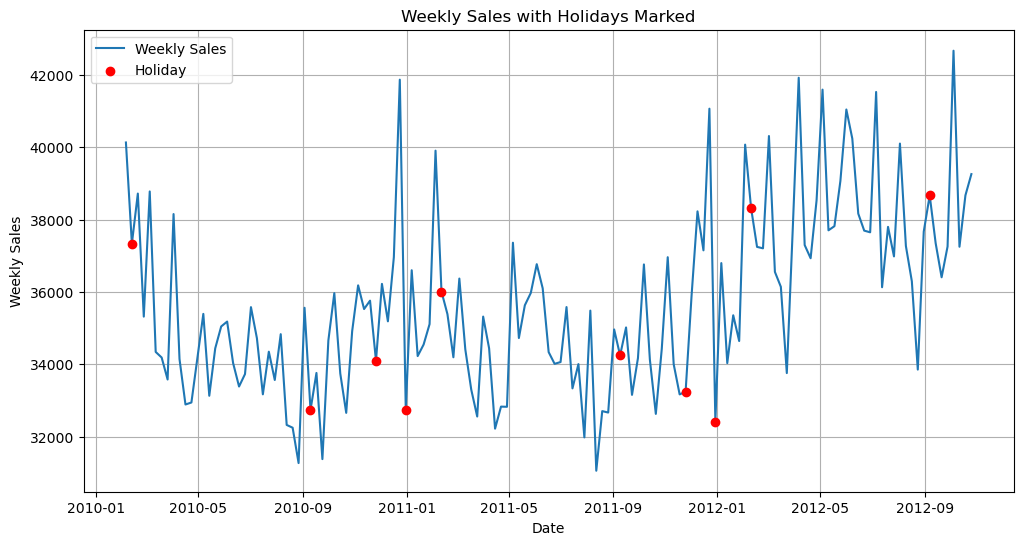 Weekly Sales with Holidays Marked
Weekly Sales
Holiday
42000
40000
38000
36000
34000
32000
Weekly Sales
2010-01 2010-05 2010-09 2011-01 2011-05 2011-09 2012-01 2012-05 2012-09
Date